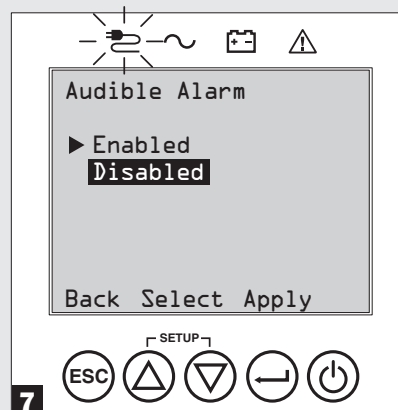 Audible Alarm
▶ Enabled
Disabled
Back Select Apply
SETUP
ESC
7